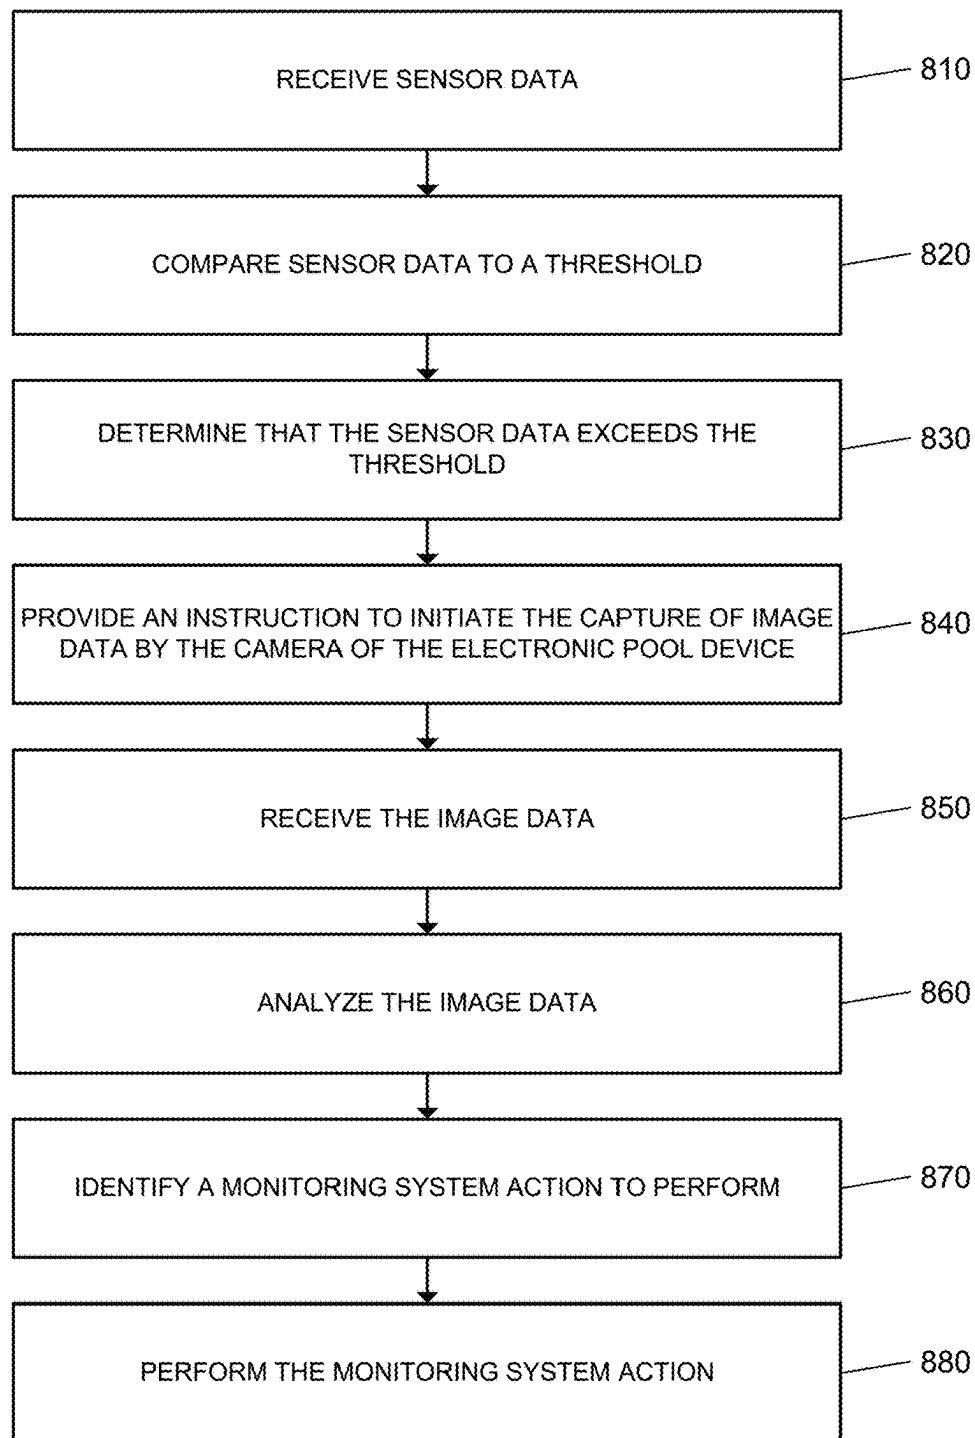 RECEIVE SENSOR DATA
810
COMPARE SENSOR DATA TO A THRESHOLD
820
DETERMINE THAT THE SENSOR DATA EXCEEDS THE
THRESHOLD
830
PROVIDE AN INSTRUCTION TO INITIATE THE CAPTURE OF IMAGE
DATA BY THE CAMERA OF THE ELECTRONIC POOL DEVICE
840
RECEIVE THE IMAGE DATA
850
ANALYZE THE IMAGE DATA
860
IDENTIFY A MONITORING SYSTEM ACTION TO PERFORM
870
PERFORM THE MONITORING SYSTEM ACTION
880